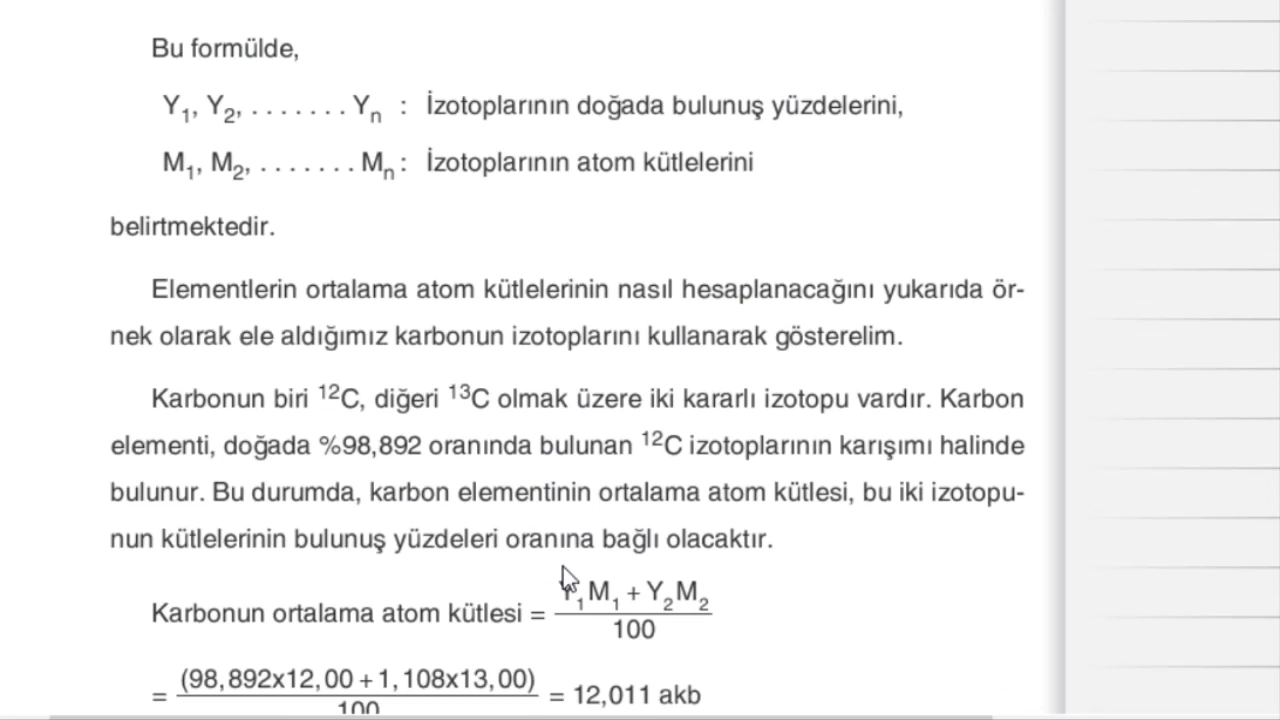 Bu formülde,
Y₁, Y₂, . . . . . . . Yₙ : İzotoplarının doğada bulunuş yüzdelerini,
M₁, M₂, . . . . . . . Mₙ : İzotoplarının atom kütlelerini
belirtmektedir.
Elementlerin ortalama atom kütlelerinin nasıl hesaplanacağını yukarıda ör-
nek olarak ele aldığımız karbonun izotoplarını kullanarak gösterelim.
Karbonun biri ¹²C, diğeri ¹³C olmak üzere iki kararlı izotopu vardır. Karbon
elementi, doğada %98,892 oranında bulunan ¹²C izotoplarının karışımı halinde
bulunur. Bu durumda, karbon elementinin ortalama atom kütlesi, bu iki izotopu-
nun kütlelerinin bulunuş yüzdeleri oranına bağlı olacaktır.
Karbonun ortalama atom kütlesi = Y₁M₁ + Y₂M₂
100
= (98,892x12,00 + 1,108x13,00) = 12,011 akb
100